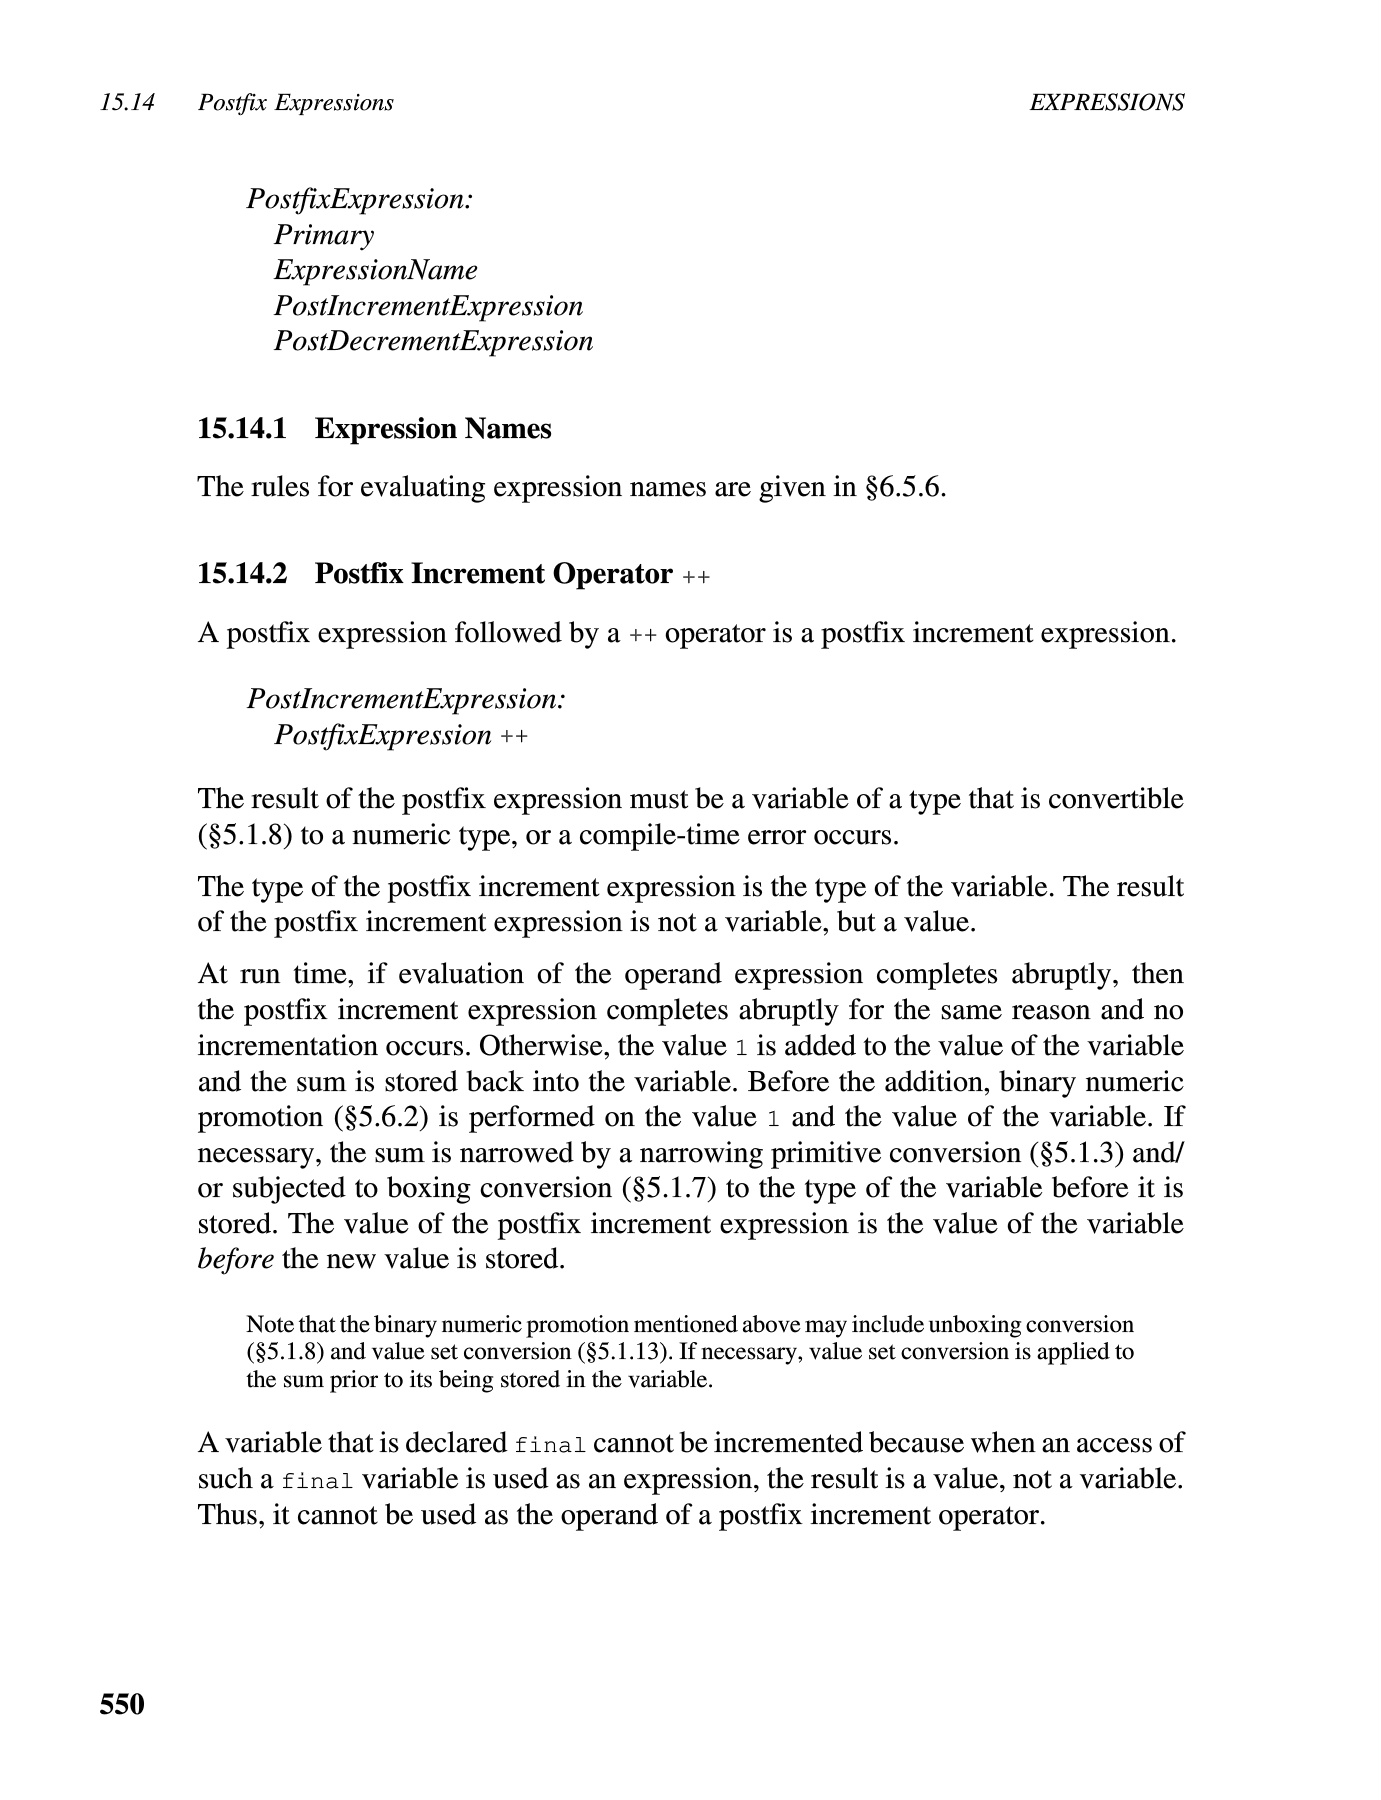 15.14 Postfix Expressions EXPRESSIONS
PostfixExpression:
Primary
ExpressionName
PostIncrementExpression
PostDecrementExpression
15.14.1 Expression Names
The rules for evaluating expression names are given in §6.5.6.
15.14.2 Postfix Increment Operator ++
A postfix expression followed by a ++ operator is a postfix increment expression.
PostIncrementExpression:
PostfixExpression ++
The result of the postfix expression must be a variable of a type that is convertible
(§5.1.8) to a numeric type, or a compile-time error occurs.
The type of the postfix increment expression is the type of the variable. The result
of the postfix increment expression is not a variable, but a value.
At run time, if evaluation of the operand expression completes abruptly, then
the postfix increment expression completes abruptly for the same reason and no
incrementation occurs. Otherwise, the value 1 is added to the value of the variable
and the sum is stored back into the variable. Before the addition, binary numeric
promotion (§5.6.2) is performed on the value 1 and the value of the variable. If
necessary, the sum is narrowed by a narrowing primitive conversion (§5.1.3) and/
or subjected to boxing conversion (§5.1.7) to the type of the variable before it is
stored. The value of the postfix increment expression is the value of the variable
before the new value is stored.
Note that the binary numeric promotion mentioned above may include unboxing conversion
(§5.1.8) and value set conversion (§5.1.13). If necessary, value set conversion is applied to
the sum prior to its being stored in the variable.
A variable that is declared final cannot be incremented because when an access of
such a final variable is used as an expression, the result is a value, not a variable.
Thus, it cannot be used as the operand of a postfix increment operator.
550